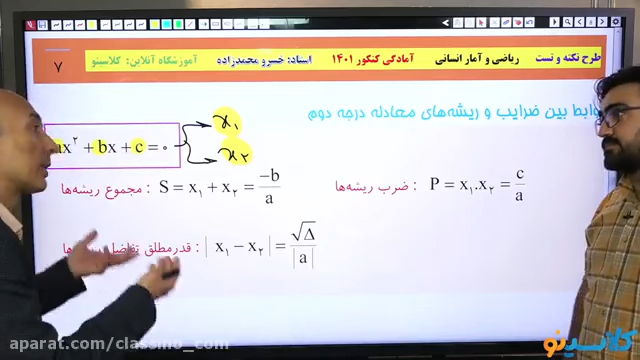 طرح نکته و تست ریاضی و آمار انسانی آمادگی کنکور ۱۴۰۱ استاد: خسرو محمدزاده آموزشگاه آنلاین: کلاسینو ۷
روابط بین ضرایب و ریشه‌های معادله درجه دوم
ax² + bx + c = ۰ x₁
x₂
مجموع ریشه‌ها : S = x₁ + x₂ = -b/a
ضرب ریشه‌ها : P = x₁.x₂ = c/a
قدرمطلق تفاضل ریشه‌ها : |x₁ − x₂| = √Δ/|a|
aparat.com/classino_com
کلاسینو